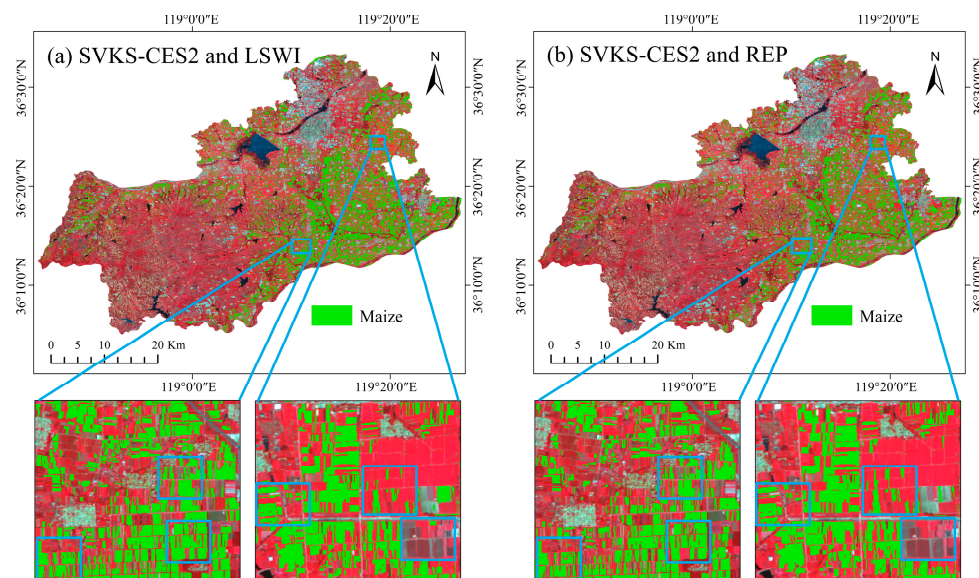 119°0′0″E 119°20′0″E 119°0′0″E 119°20′0″E
(a) SVKS-CES2 and LSWI
N
(b) SVKS-CES2 and REP
N
36°30′0″N 36°30′0″N 36°30′0″N
36°20′0″N 36°20′0″N 36°20′0″N
36°10′0″N 36°10′0″N 36°10′0″N
Maize
Maize
0 5 10 20 Km
0 5 10 20 Km
119°0′0″E 119°20′0″E 119°0′0″E 119°20′0″E